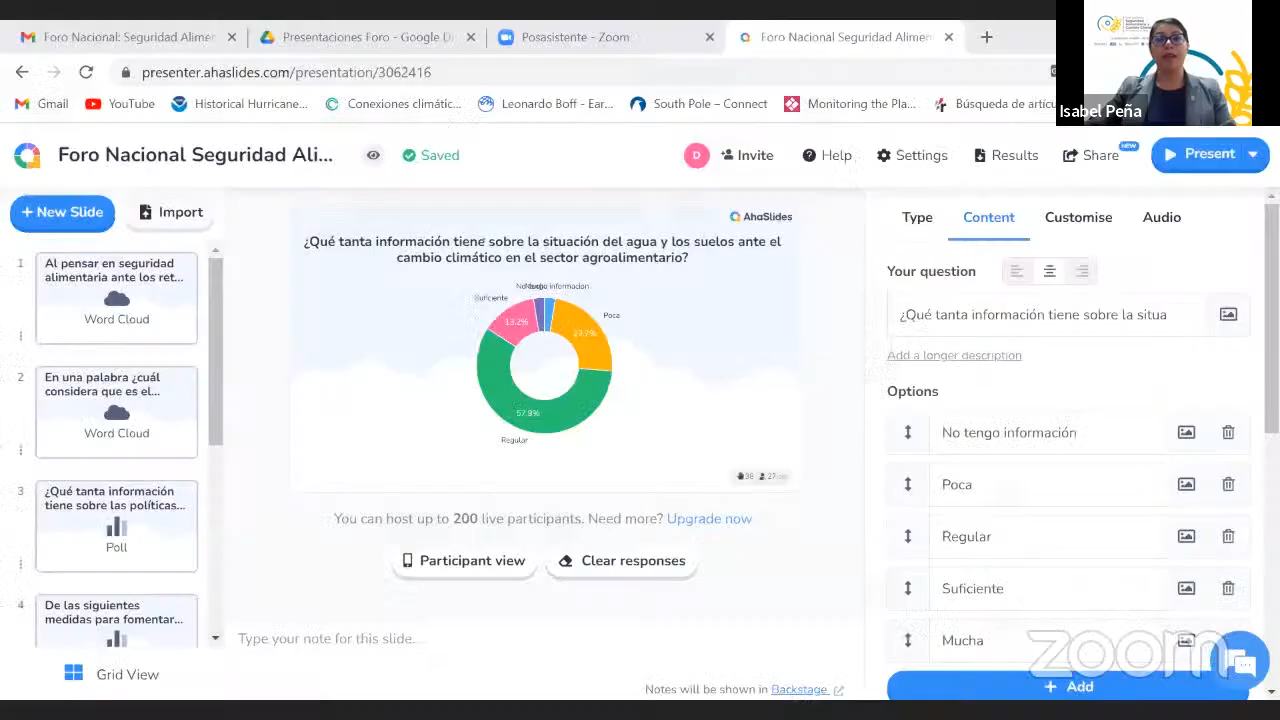 Foro Nacional: Seguridad Alimer
Presentaciones Foro - Google
asistente - Zoom
Foro Nacional Seguridad Alimen
presenter.ahaslides.com/presentation/3062416
Gmail
YouTube
Historical Hurricane...
Conexiones climátic...
Leonardo Boff - Ear...
South Pole – Connect
Monitoring the Pla...
Búsqueda de artícu
Isabel Peña
Foro Nacional Seguridad Ali...
Saved
D
Invite
Help
Settings
Results
Share
NEW
Present
+ New Slide
Import
1
Al pensar en seguridad
alimentaria ante los ret...
Word Cloud
2
En una palabra ¿cuál
considera que es el...
Word Cloud
3
¿Qué tanta información
tiene sobre las políticas...
Poll
4
De las siguientes
medidas para fomentar...
Grid View
AhaSlides
¿Qué tanta información tiene sobre la situación del agua y los suelos ante el
cambio climático en el sector agroalimentario?
Suficiente
Poca
13.2%
57.9%
Regular
You can host up to 200 live participants. Need more? Upgrade now
Participant view
Clear responses
Type your note for this slide...
Notes will be shown in Backstage
Type
Content
Customise
Audio
Your question
¿Qué tanta información tiene sobre la situa
Add a longer description
Options
No tengo información
Poca
Regular
Suficiente
Mucha
+ Add
zoom